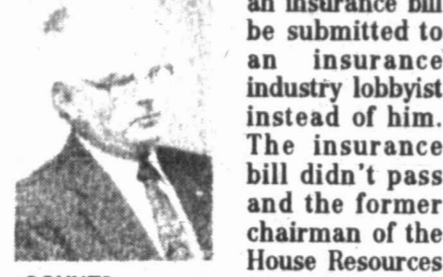 an insurance bill
be submitted to
an insurance
industry lobbyist
instead of him.
The insurance
bill didn't pass
and the former
chairman of the
House Resources